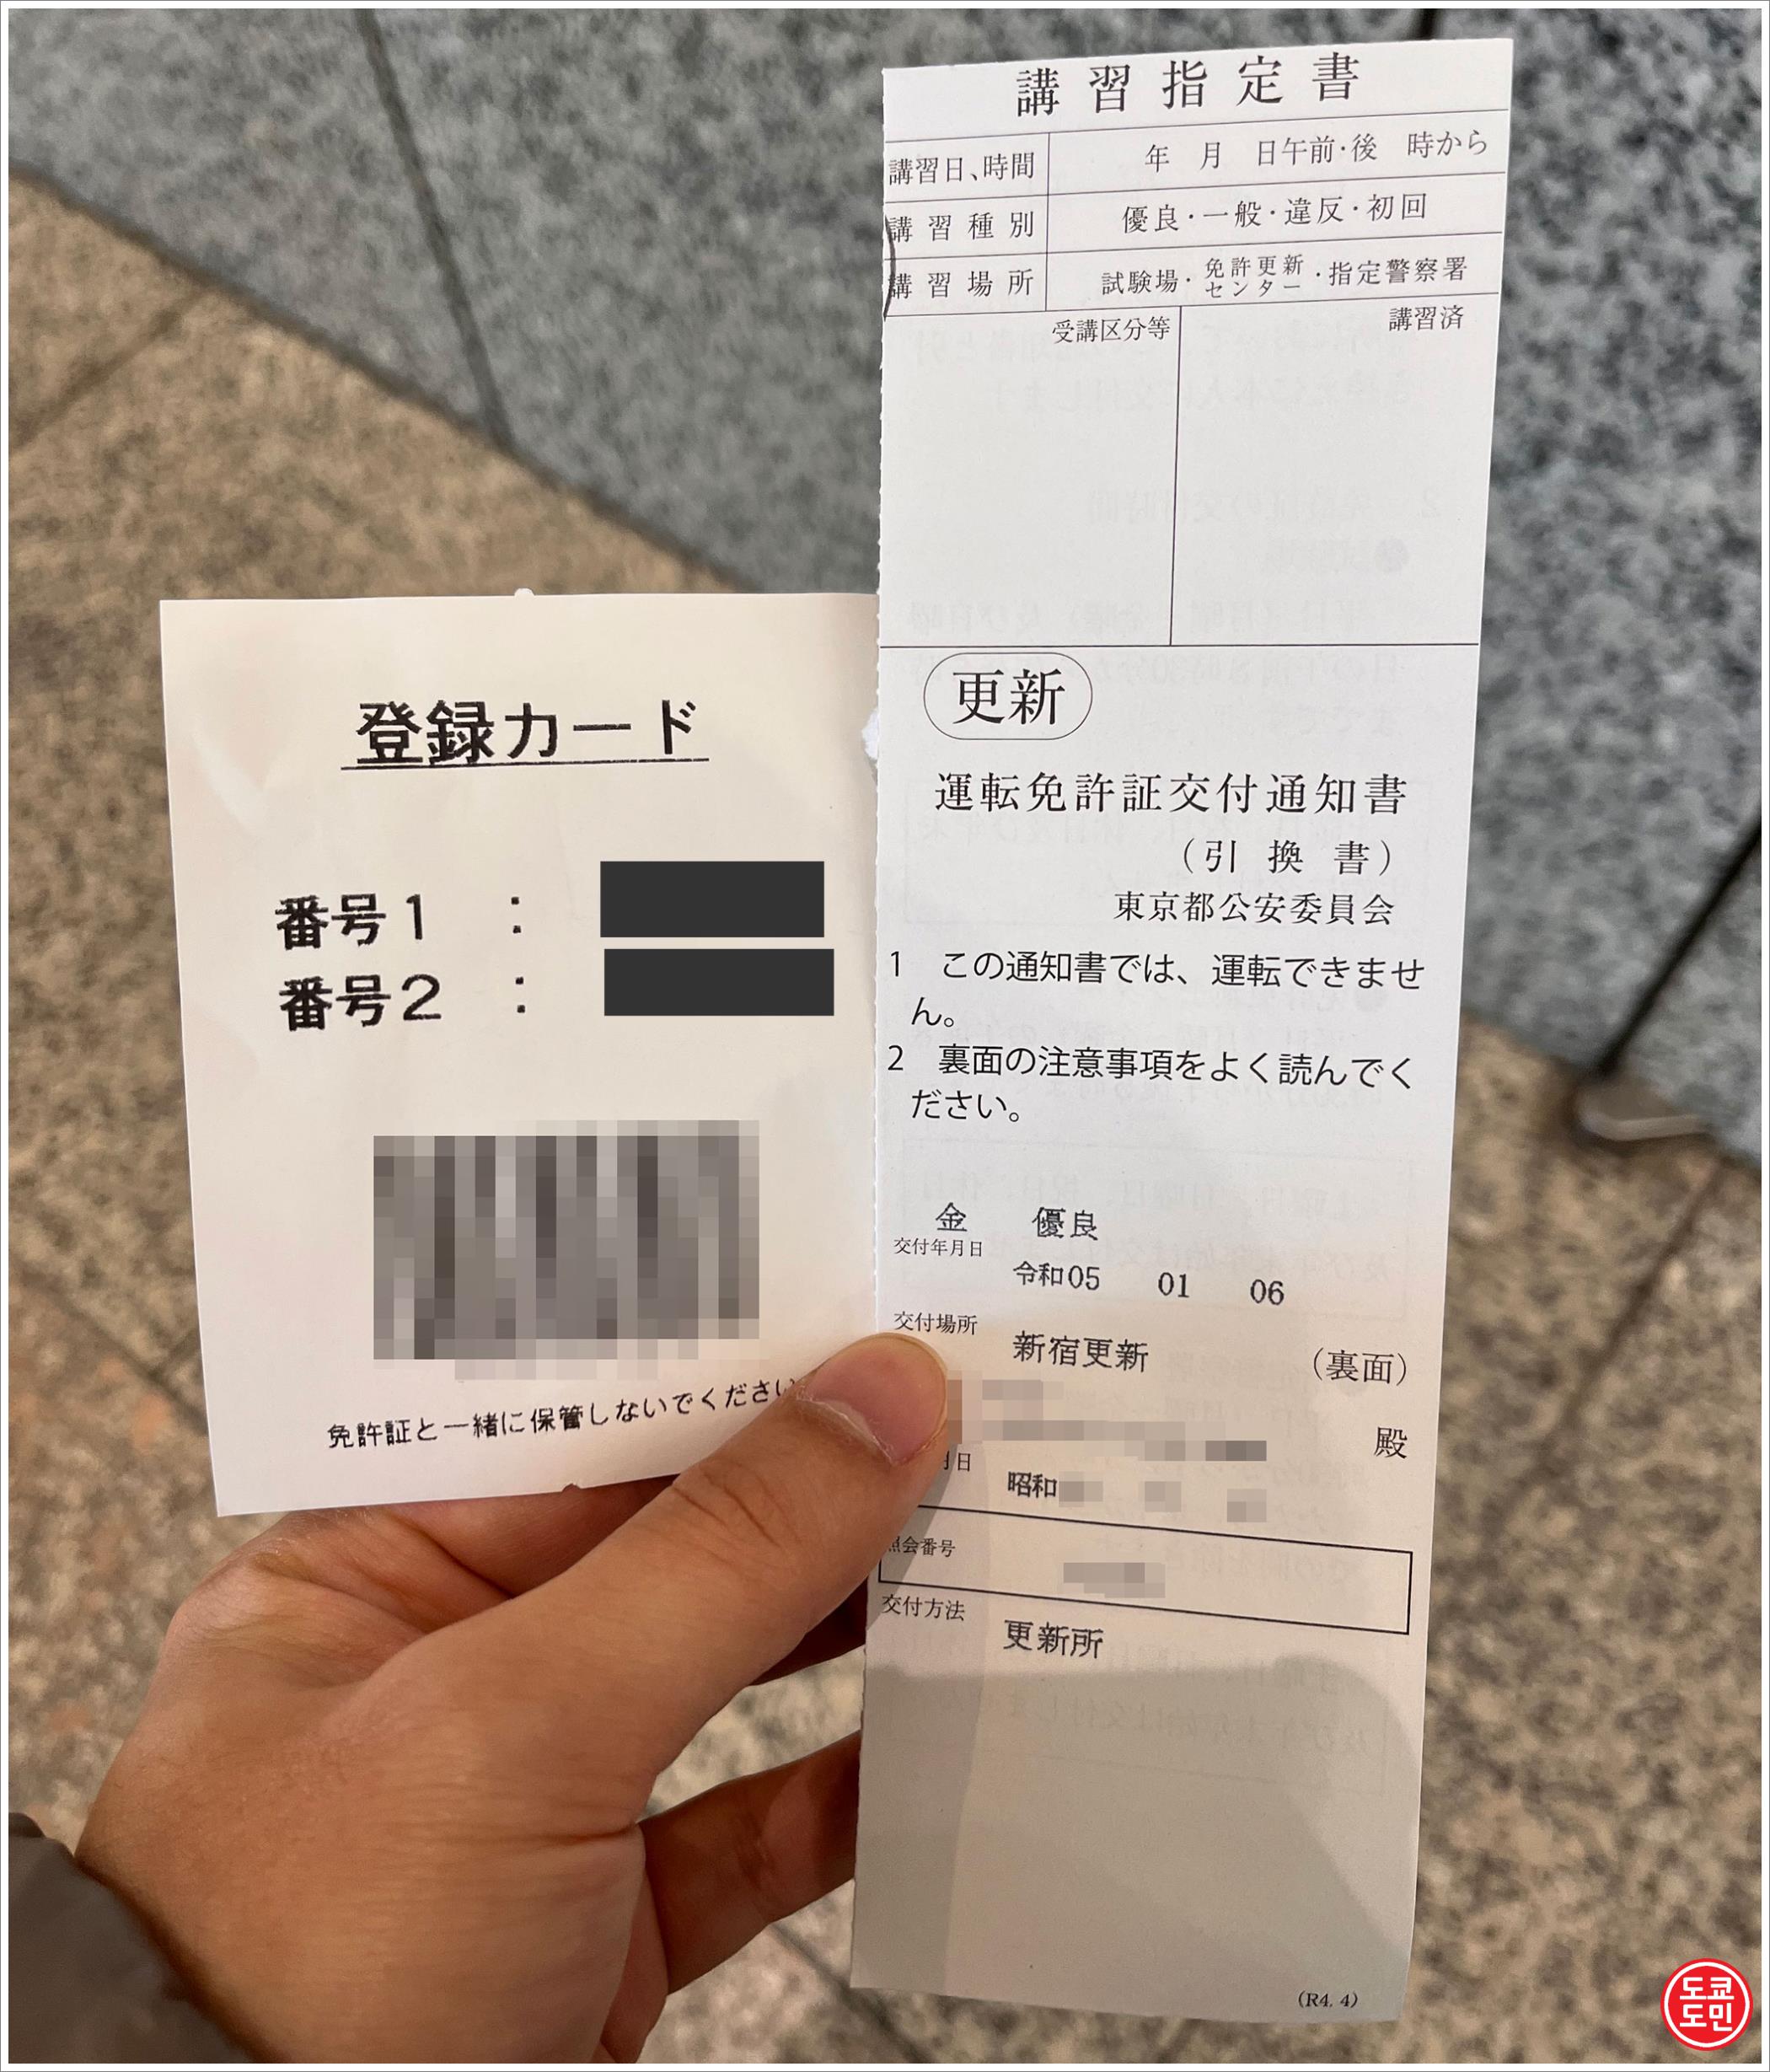 講習指定書
講習日、時間 年 月 日午前・後 時から
講習種別 優良・一般・違反・初回
講習場所 試験場・免許更新センター・指定警察署
受講区分等 講習済
更新
運転免許証交付通知書
(引換書)
東京都公安委員会
1 この通知書では、運転できませ
ん。
2 裏面の注意事項をよく読んでく
ださい。
金 優良
交付年月日
令和05 01 06
交付場所
新宿更新
(裏面)
殿
月日
昭和
照会番号
交付方法
更新所
(R4.4)
登録カード
番号1 :
番号2 :
免許証と一緒に保管しないでください
도쿄
도민